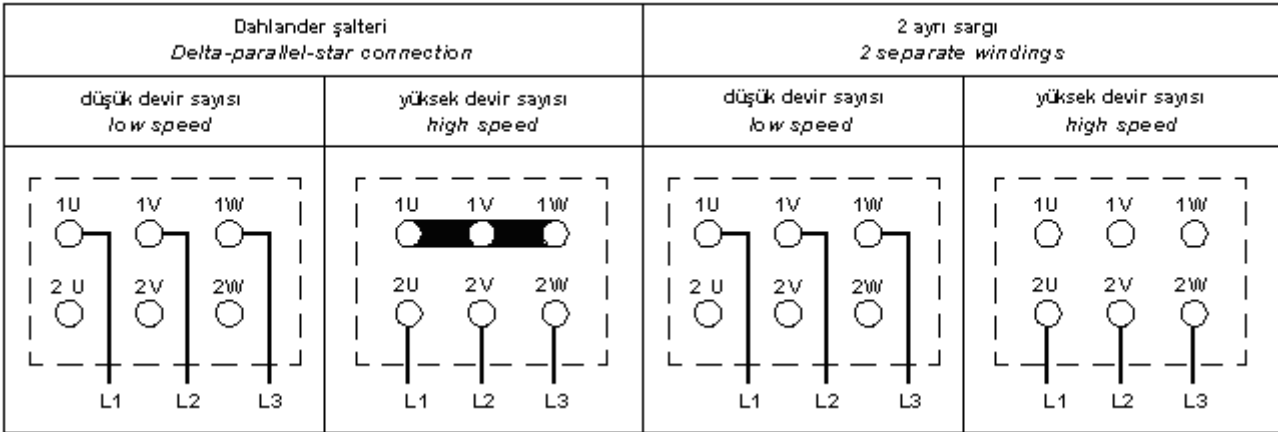 Dahlander şalteri
Delta-parallel-star connection
2 ayrı sargı
2 separate windings
düşük devir sayısı
low speed
yüksek devir sayısı
high speed
düşük devir sayısı
low speed
yüksek devir sayısı
high speed
1U 1V 1W
2 U 2V 2W
L1 L2 L3
1U 1V 1W
2U 2V 2W
L1 L2 L3
1U 1V 1W
2 U 2V 2W
L1 L2 L3
1U 1V 1W
2U 2V 2W
L1 L2 L3